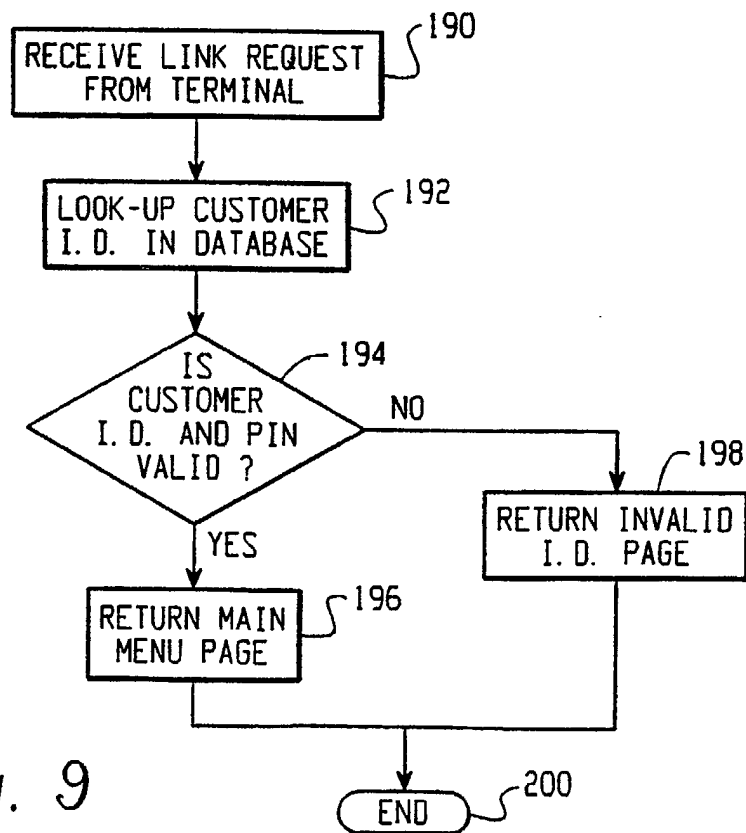 190
RECEIVE LINK REQUEST
FROM TERMINAL
192
LOOK-UP CUSTOMER
I. D. IN DATABASE
194
IS
CUSTOMER
I. D. AND PIN
VALID ?
NO
198
YES
RETURN INVALID
I. D. PAGE
196
RETURN MAIN
MENU PAGE
9
END
200